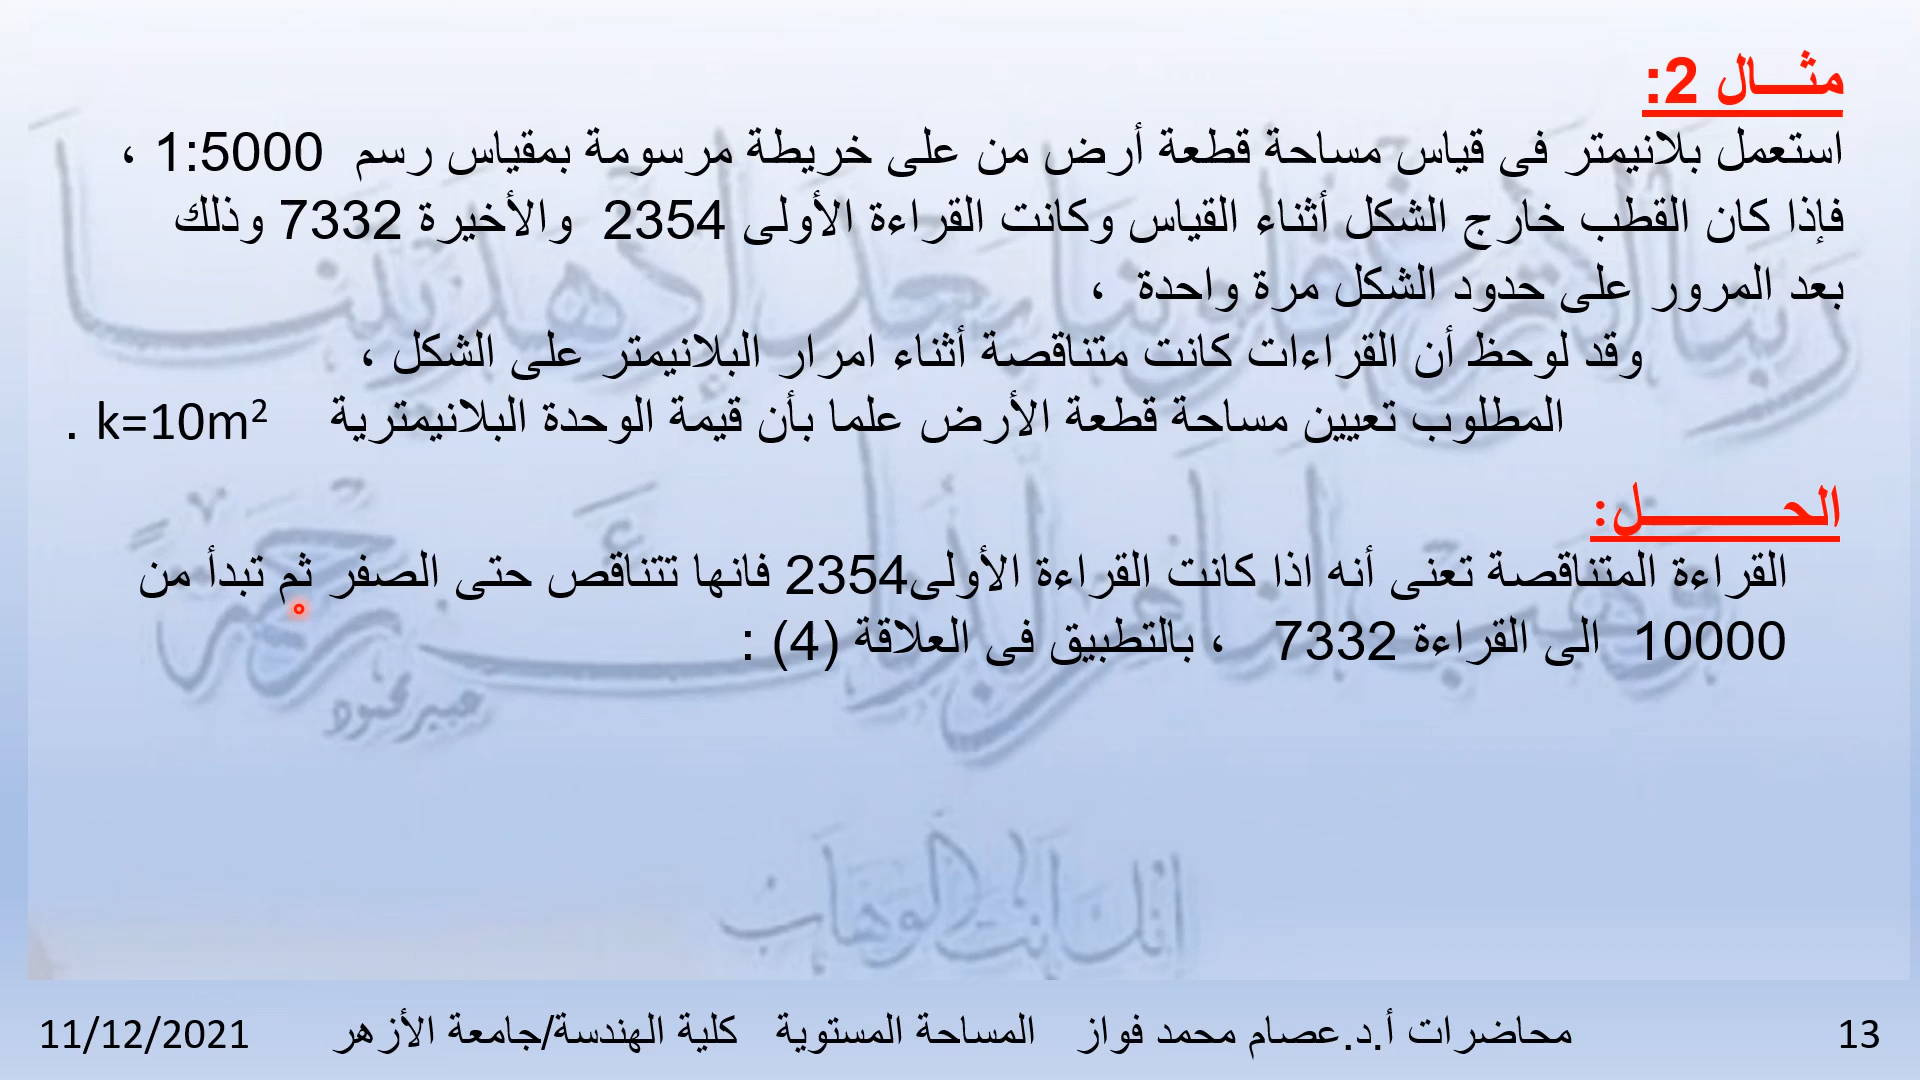 مثـــال 2:
استعمل بلانيمتر فى قياس مساحة قطعة أرض من على خريطة مرسومة بمقياس رسم 1:5000 ،
فإذا كان القطب خارج الشكل أثناء القياس وكانت القراءة الأولى 2354 والأخيرة 7332 وذلك
بعد المرور على حدود الشكل مرة واحدة ،
وقد لوحظ أن القراءات كانت متناقصة أثناء امرار البلانيمتر على الشكل ،
المطلوب تعيين مساحة قطعة الأرض علما بأن قيمة الوحدة البلانيمترية k=10m² .
الحـــــــــــل:
القراءة المتناقصة تعنى أنه اذا كانت القراءة الأولى2354 فانها تتناقص حتى الصفر ثم تبدأ من
10000 الى القراءة 7332 ، بالتطبيق فى العلاقة (4) :
إنك أنت الوهاب
13 محاضرات أ.د.عصام محمد فواز المساحة المستوية كلية الهندسة/جامعة الأزهر 11/12/2021